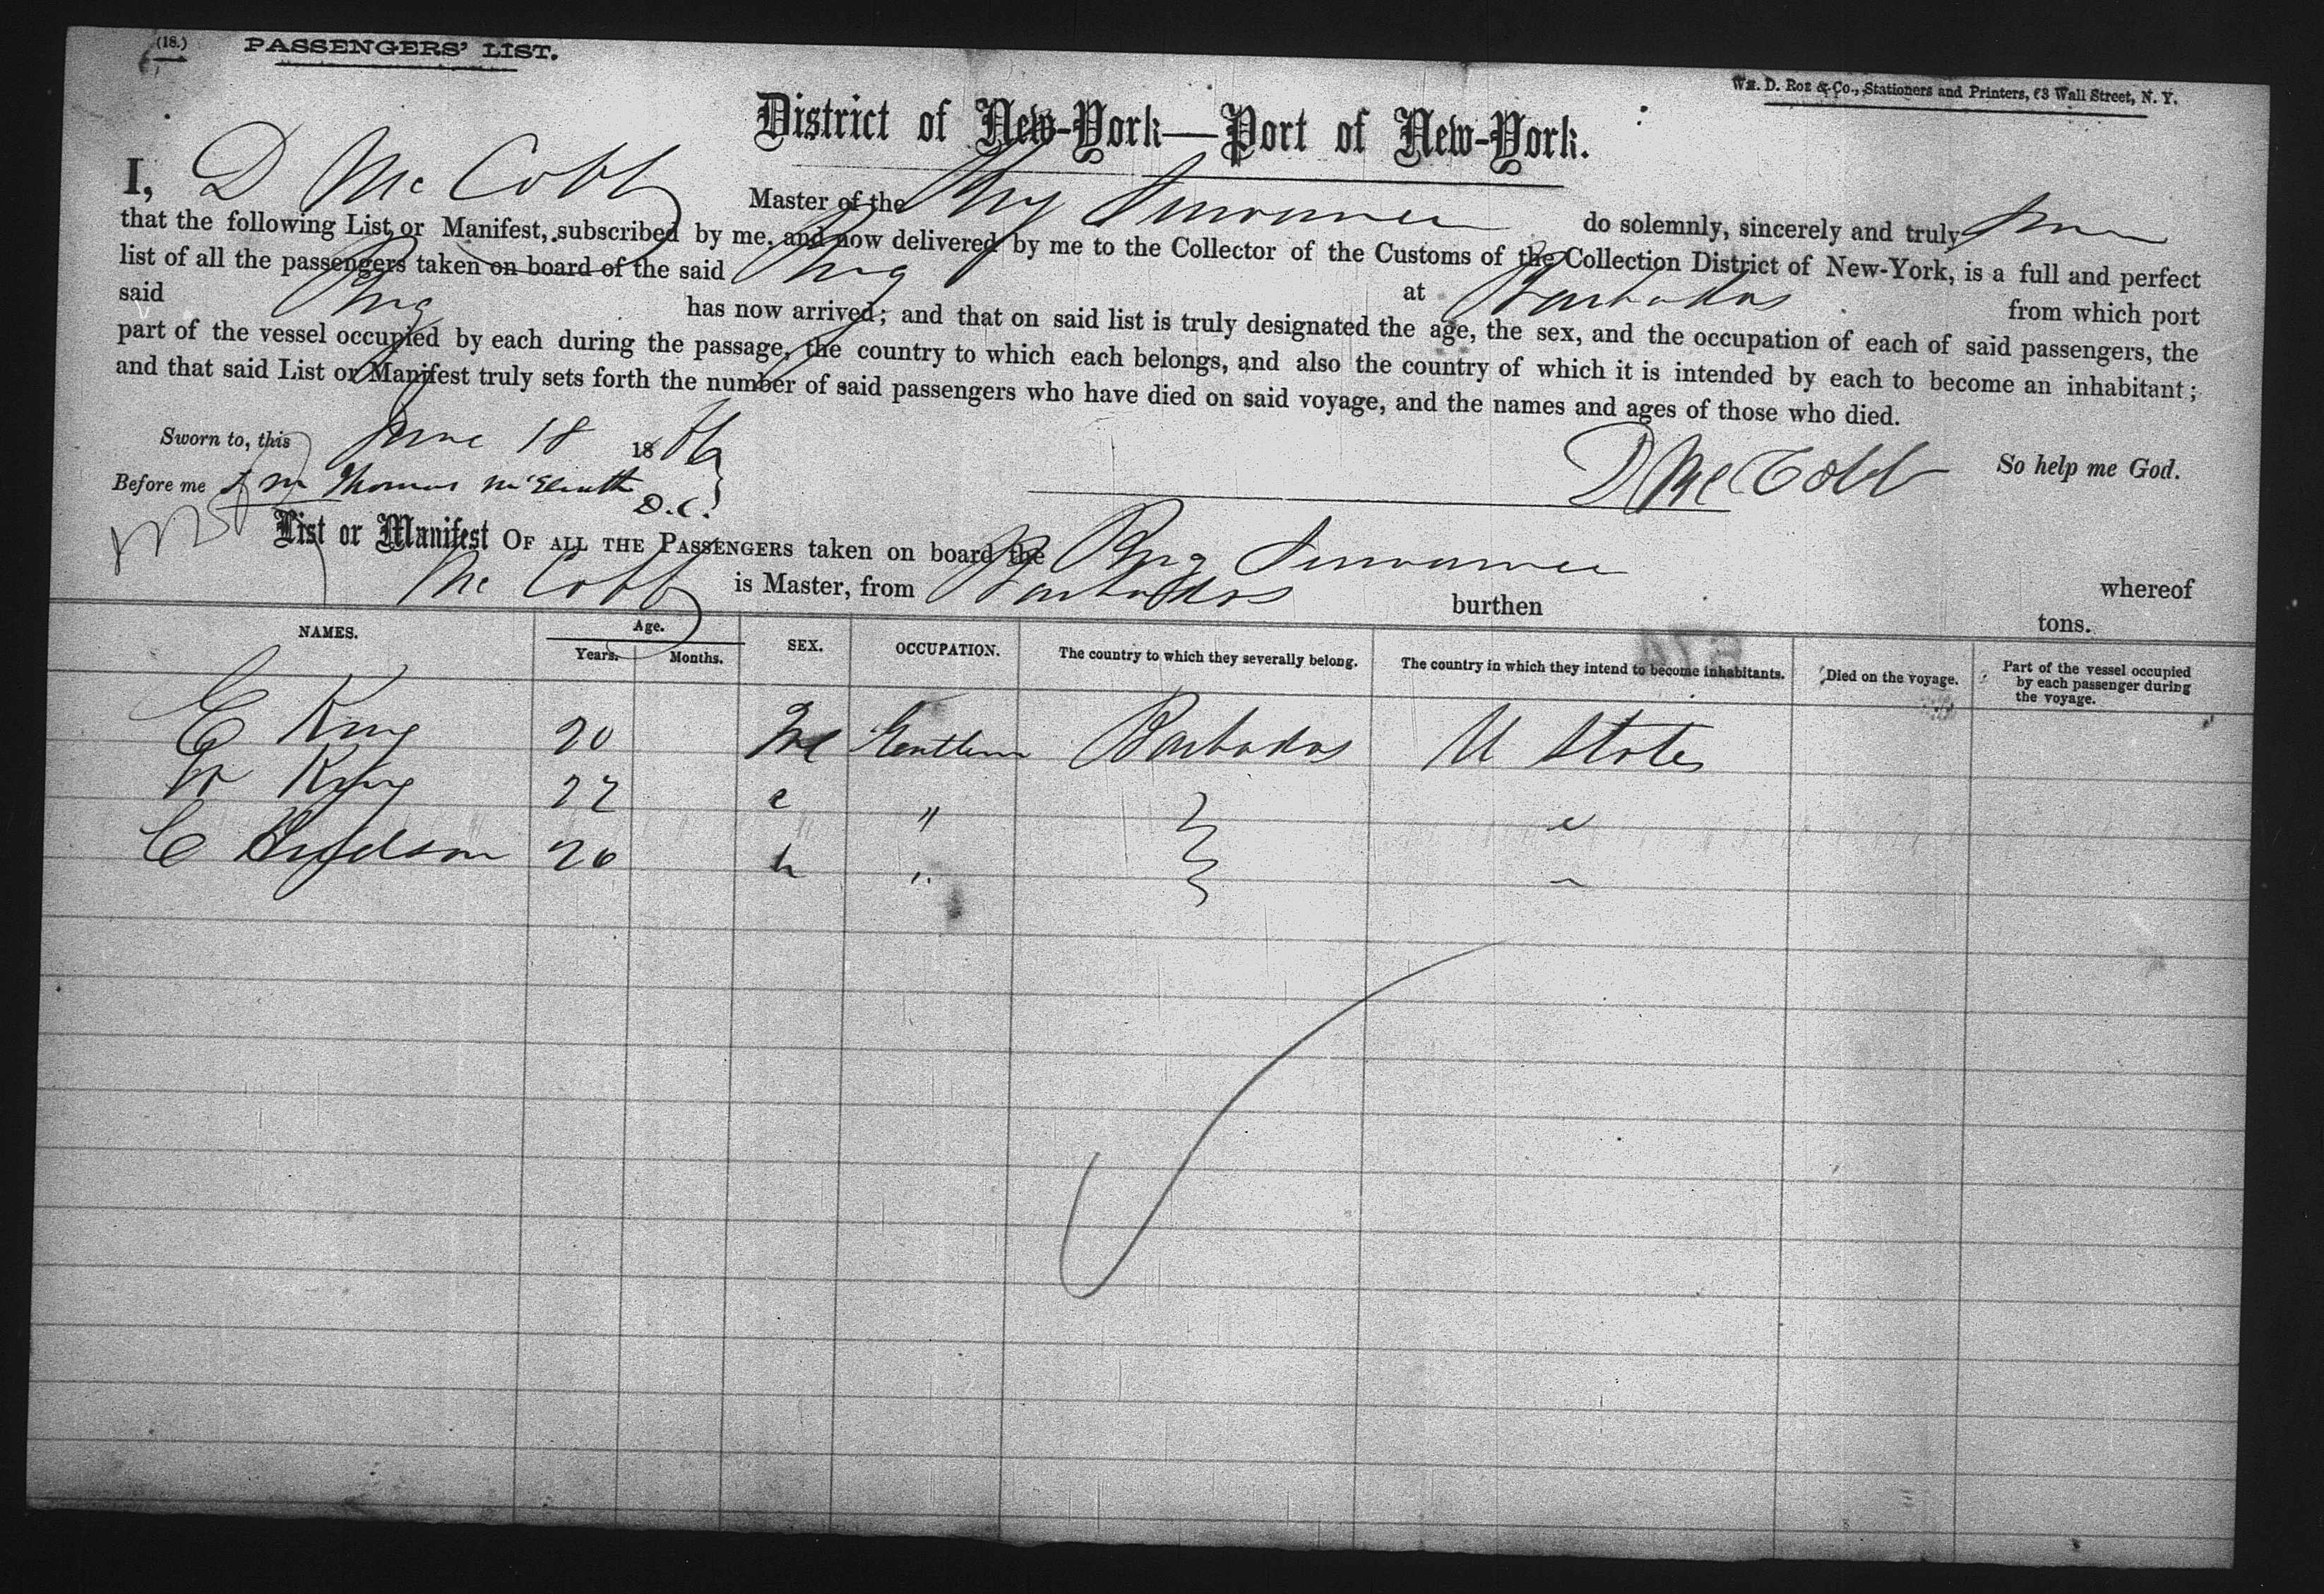 (18.) PASSENGERS' LIST.
Wm. D. Roe & Co., Stationers and Printers, 63 Wall Street, N. Y.
District of New-York—Port of New-York.
I, D McCobb Master of the Brig do solemnly, sincerely and truly
that the following List or Manifest, subscribed by me, and now delivered by me to the Collector of the Customs of the Collection District of New-York, is a full and perfect
list of all the passengers taken on board of the said Brig at Barbados from which port
said Brig has now arrived; and that on said list is truly designated the age, the sex, and the occupation of each of said passengers, the
part of the vessel occupied by each during the passage, the country to which each belongs, and also the country of which it is intended by each to become an inhabitant;
and that said List or Manifest truly sets forth the number of said passengers who have died on said voyage, and the names and ages of those who died.
Sworn to, this June 18 1866
So help me God.
Before me Thomas D.C.
D McCobb
List or Manifest OF ALL THE PASSENGERS taken on board the Brig whereof
McCobb is Master, from Barbados burthen tons.
NAMES. Age. Years. Months. SEX. OCCUPATION. The country to which they severally belong. The country in which they intend to become inhabitants. Died on the voyage. Part of the vessel occupied by each passenger during the voyage.
E King 20 Barbados U States
W King 22 "
C 26 "